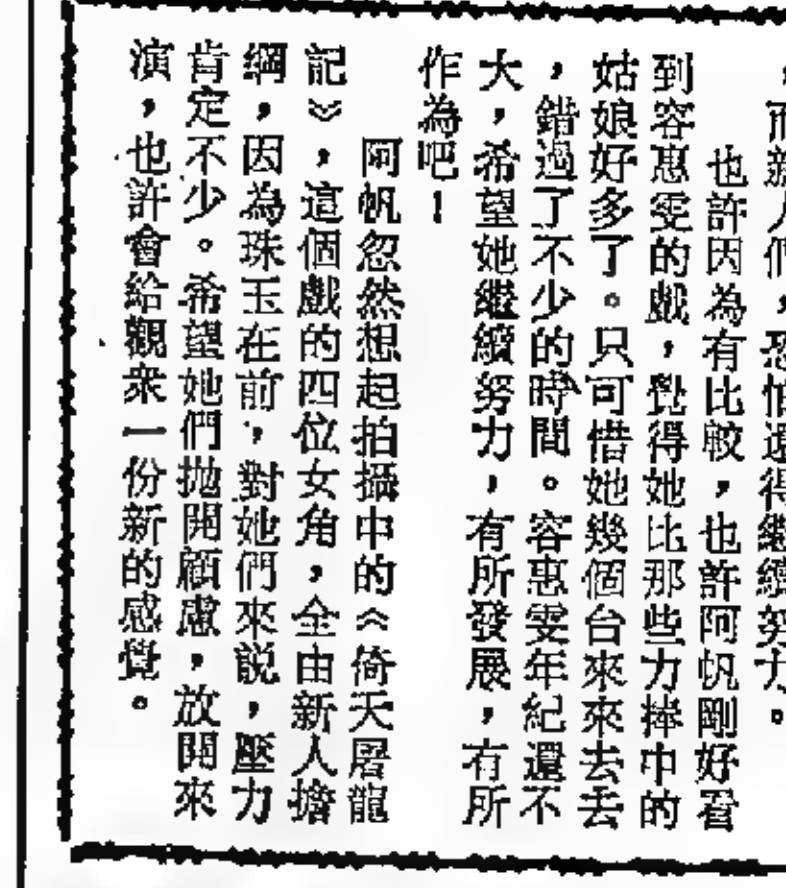 ，而新人們，恐怕還得繼續努力。
也許因為有比較，也許阿帆剛好看
到容惠雯的戲，覺得她比那些力捧中的
姑娘好多了。只可惜她幾個台來來去去
，錯過了不少的時間。容惠雯年紀還不
大，希望她繼續努力，有所發展，有所
作為吧！
阿帆忽然想起拍攝中的《倚天屠龍
記》，這個戲的四位女角，全由新人擔
綱，因為珠玉在前，對她們來説，壓力
肯定不少。希望她們拋開顧慮，放開來
演，也許會給觀衆一份新的感覺。